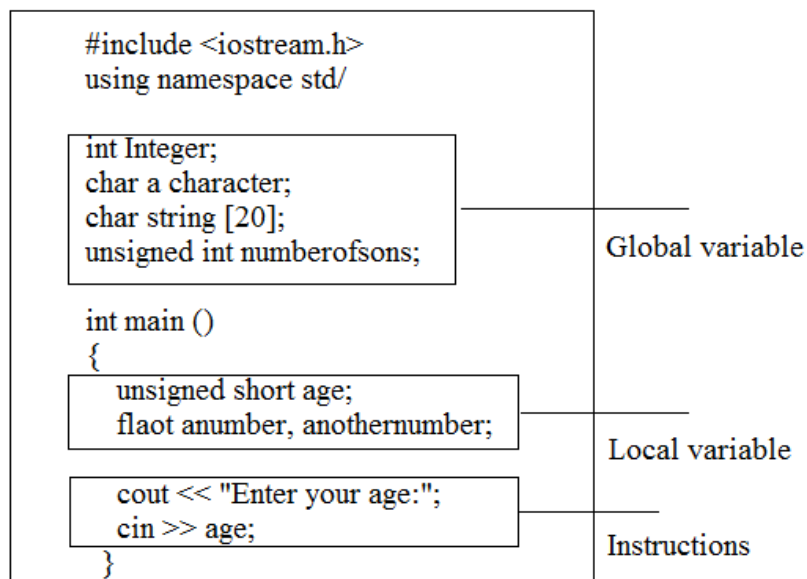 #include <iostream.h>
using namespace std/
int Integer;
char a character;
char string [20];
unsigned int numberofsons;
Global variable
int main ()
{
unsigned short age;
flaot anumber, anothernumber;
Local variable
cout << "Enter your age:";
cin >> age;
Instructions
}